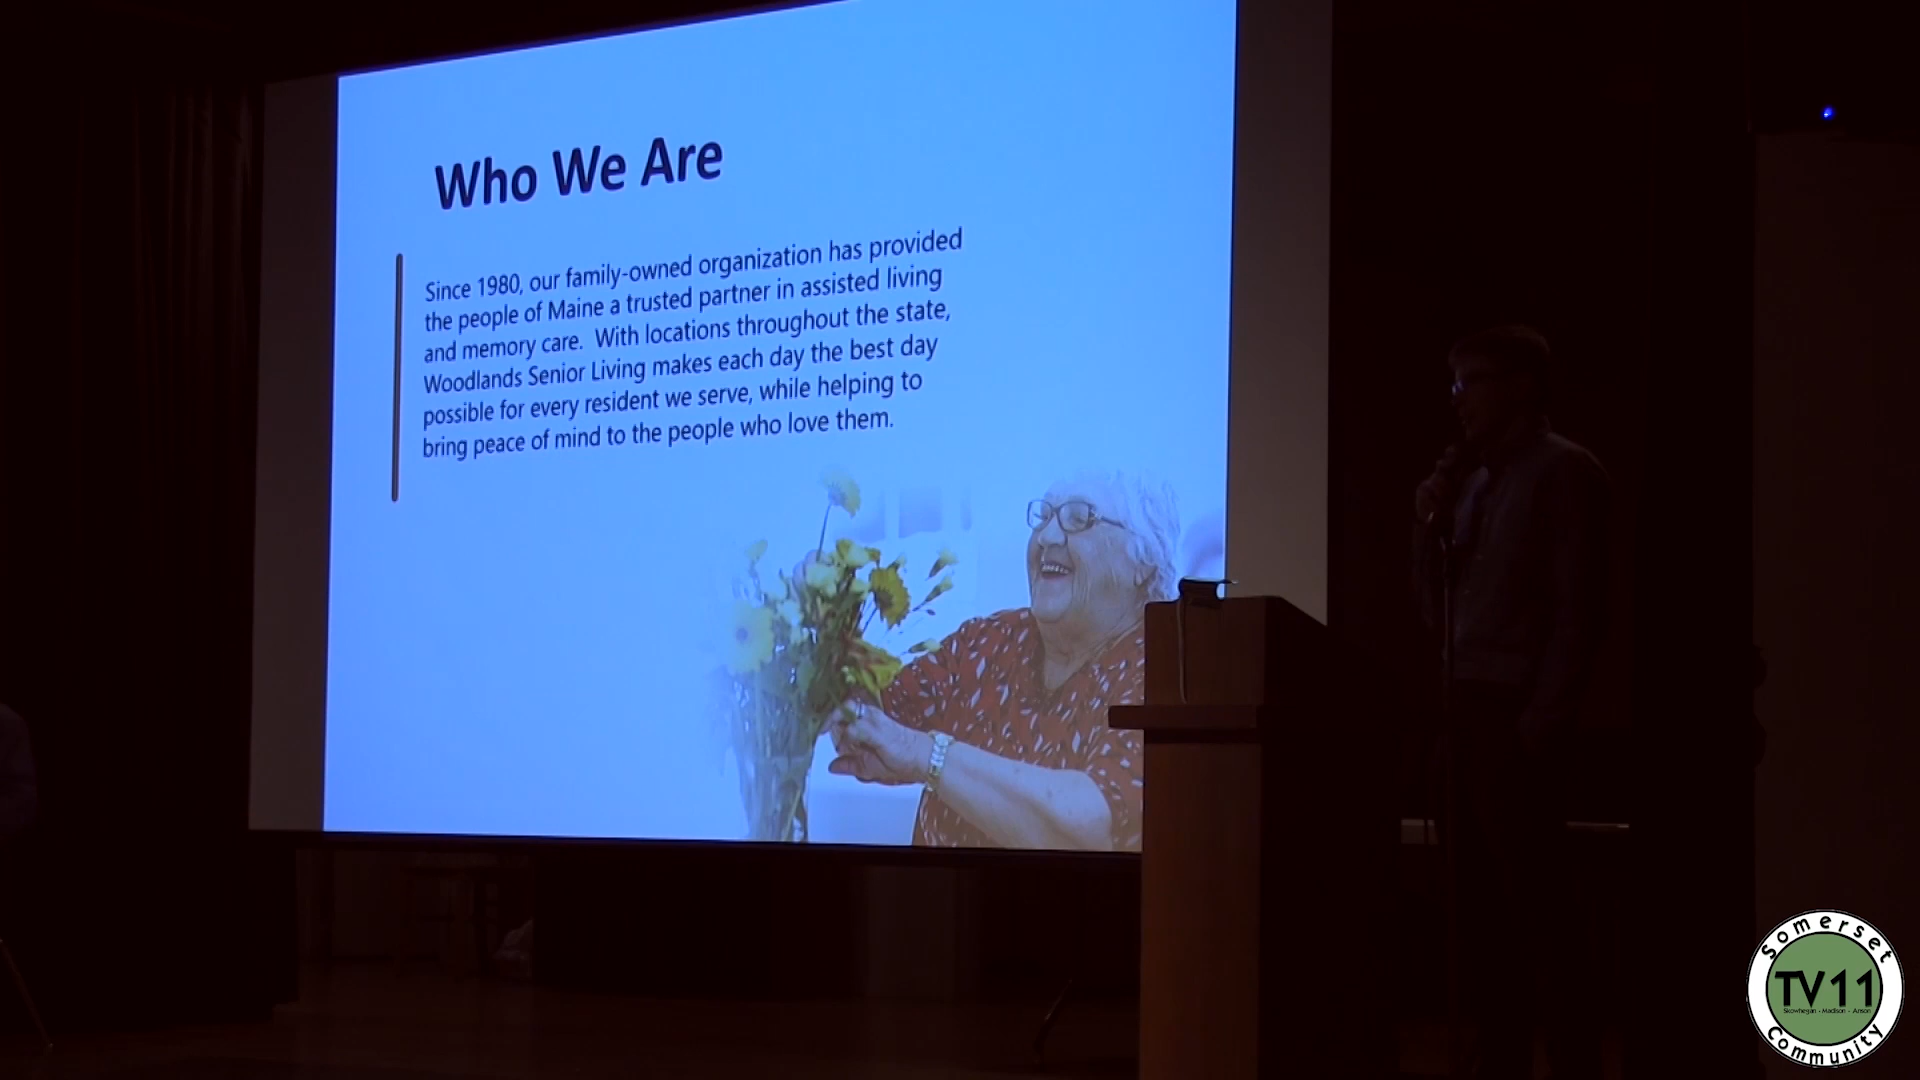 Who We Are
Since 1980, our family-owned organization has provided
the people of Maine a trusted partner in assisted living
and memory care.  With locations throughout the state,
Woodlands Senior Living makes each day the best day
possible for every resident we serve, while helping to
bring peace of mind to the people who love them.
Somerset
TV11
Skowhegan - Madison - Anson
Community